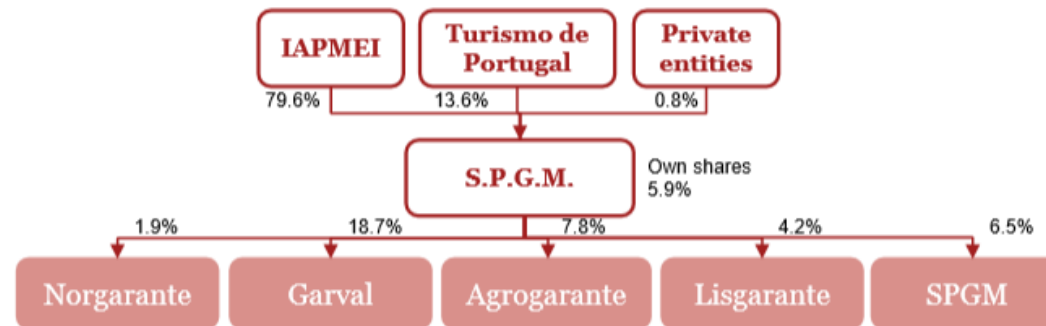 IAPMEI
Turismo de
Portugal
Private
entities
79.6%
13.6%
0.8%
S.P.G.M.
Own shares
5.9%
1.9%
18.7%
7.8%
4.2%
6.5%
Norgarante
Garval
Agrogarante
Lisgarante
SPGM